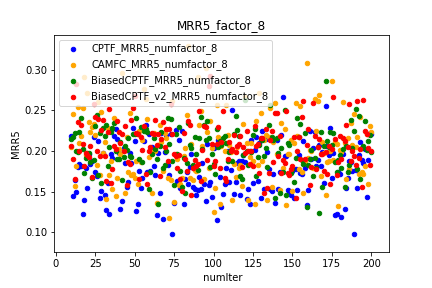 MRR5_factor_8
CPTF_MRR5_numfactor_8
CAMFC_MRR5_numfactor_8
BiasedCPTF_MRR5_numfactor_8
BiasedCPTF_v2_MRR5_numfactor_8
MRR5
0.30
0.25
0.20
0.15
0.10
0
25
50
75
100
125
150
175
200
numIter